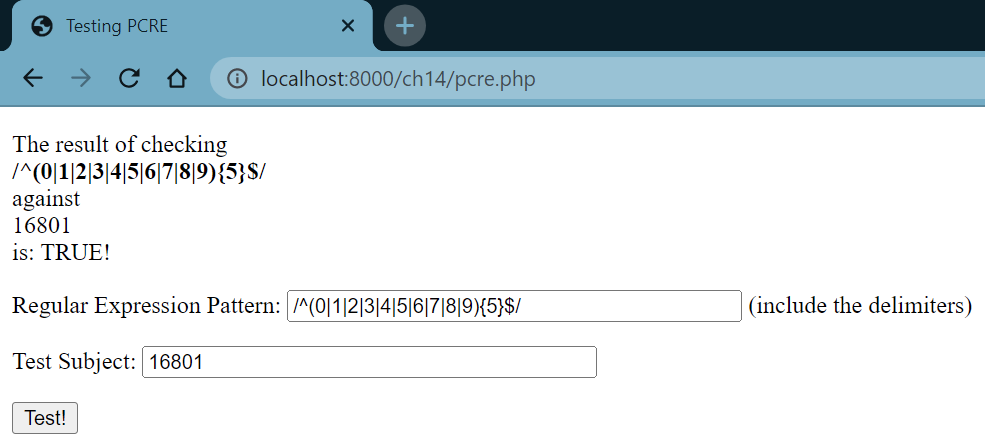 Testing PCRE
localhost:8000/ch14/pcre.php
The result of checking
/^(0|1|2|3|4|5|6|7|8|9){5}$/
against
16801
is: TRUE!
Regular Expression Pattern: /^(0|1|2|3|4|5|6|7|8|9){5}$/ (include the delimiters)
Test Subject: 16801
Test!